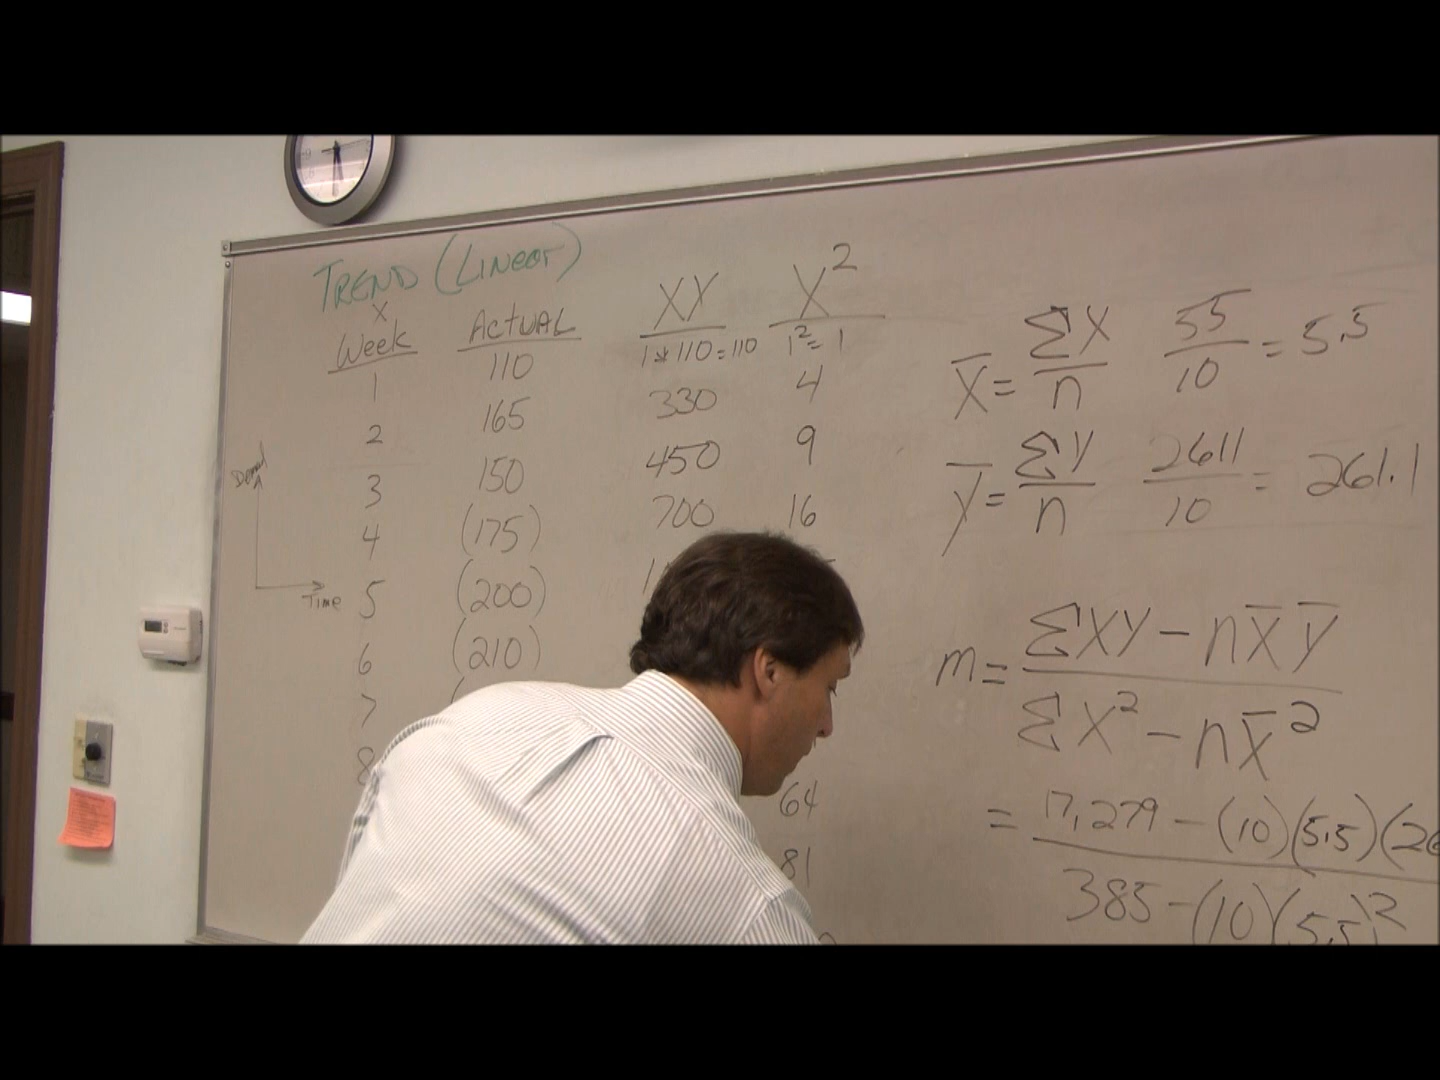 TREND (LINEAR)
X
Week ACTUAL XY X²
1 110 1*110=110 1²=1
2 165 330 4
3 150 450 9
4 (175) 700 16
5 (200)
6 (210)
7
8 64
81
Time
X̄ = ΣX/n 55/10 = 5.5
Ȳ = ΣY/n 2611/10 = 261.1
m = ΣXY - nX̄Ȳ / ΣX² - nX̄²
= 17,279 - (10)(5.5)(26
385 - (10)(5.5)²